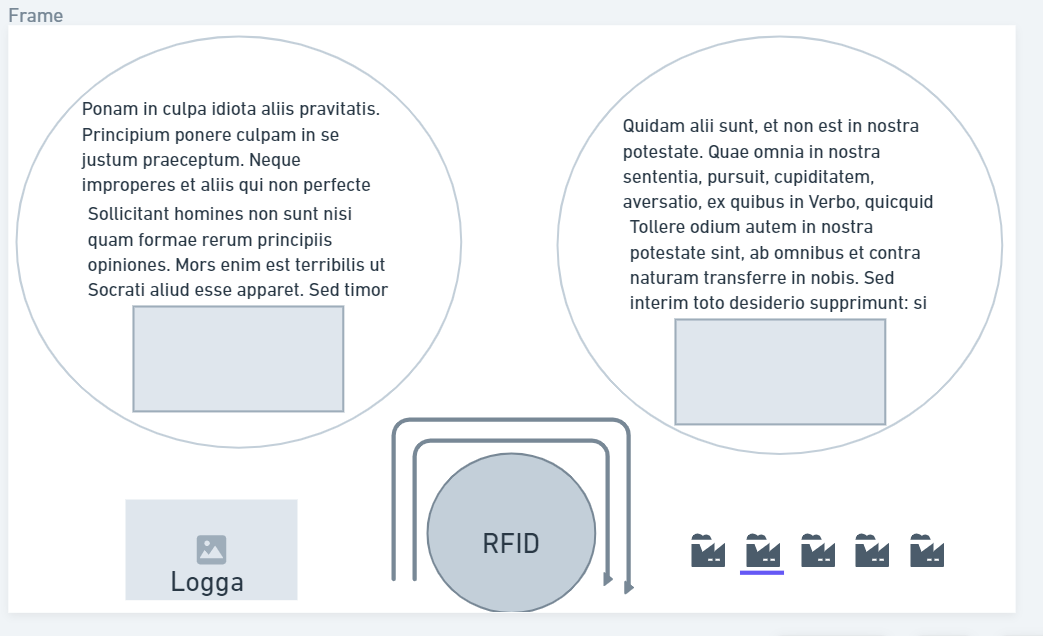 Frame
Ponam in culpa idiota aliis pravitatis.
Principium ponere culpam in se
justum praeceptum. Neque
improperes et aliis qui non perfecte
Sollicitant homines non sunt nisi
quam formae rerum principiis
opiniones. Mors enim est terribilis ut
Socrati aliud esse apparet. Sed timor
Quidam alii sunt, et non est in nostra
potestate. Quae omnia in nostra
sententia, pursuit, cupiditatem,
aversatio, ex quibus in Verbo, quicquid
Tollere odium autem in nostra
potestate sint, ab omnibus et contra
naturam transferre in nobis. Sed
interim toto desiderio supprimunt: si
Logga
RFID